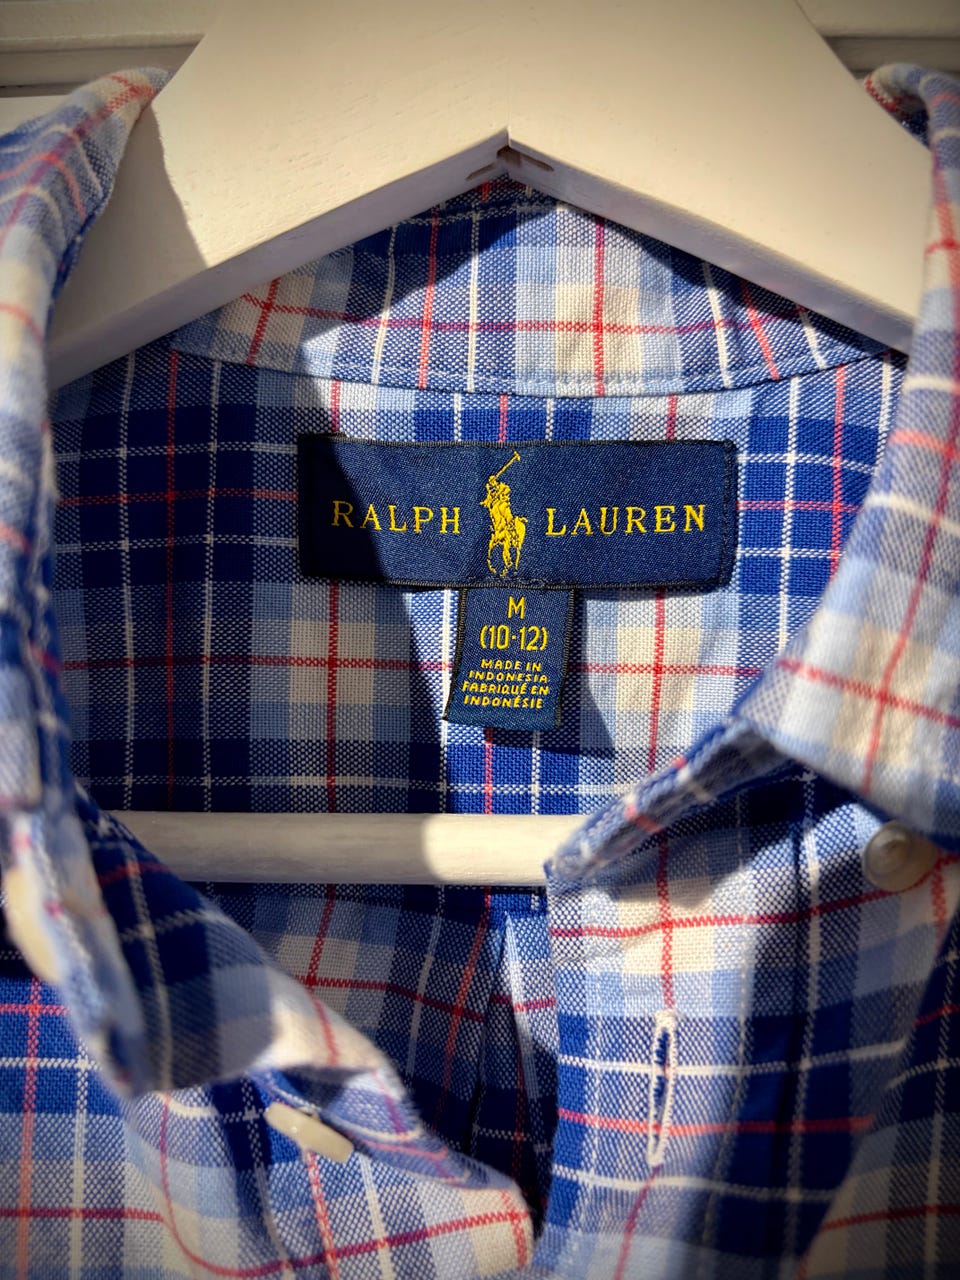 RALPH LAUREN
M
(10-12)
MADE IN
INDONESIA
FABRIQUÉ EN
INDONÉSIE